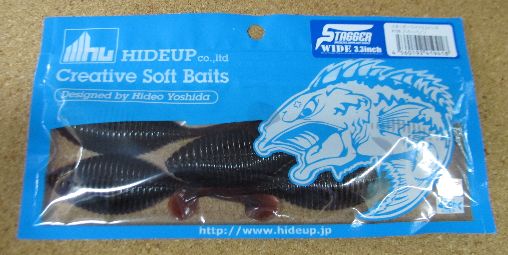 hu HIDEUP co.,ltd
Creative Soft Baits
Designed by Hideo Yoshida
STAGGER
WIDE 3.3inch
http://www.hideup.jp